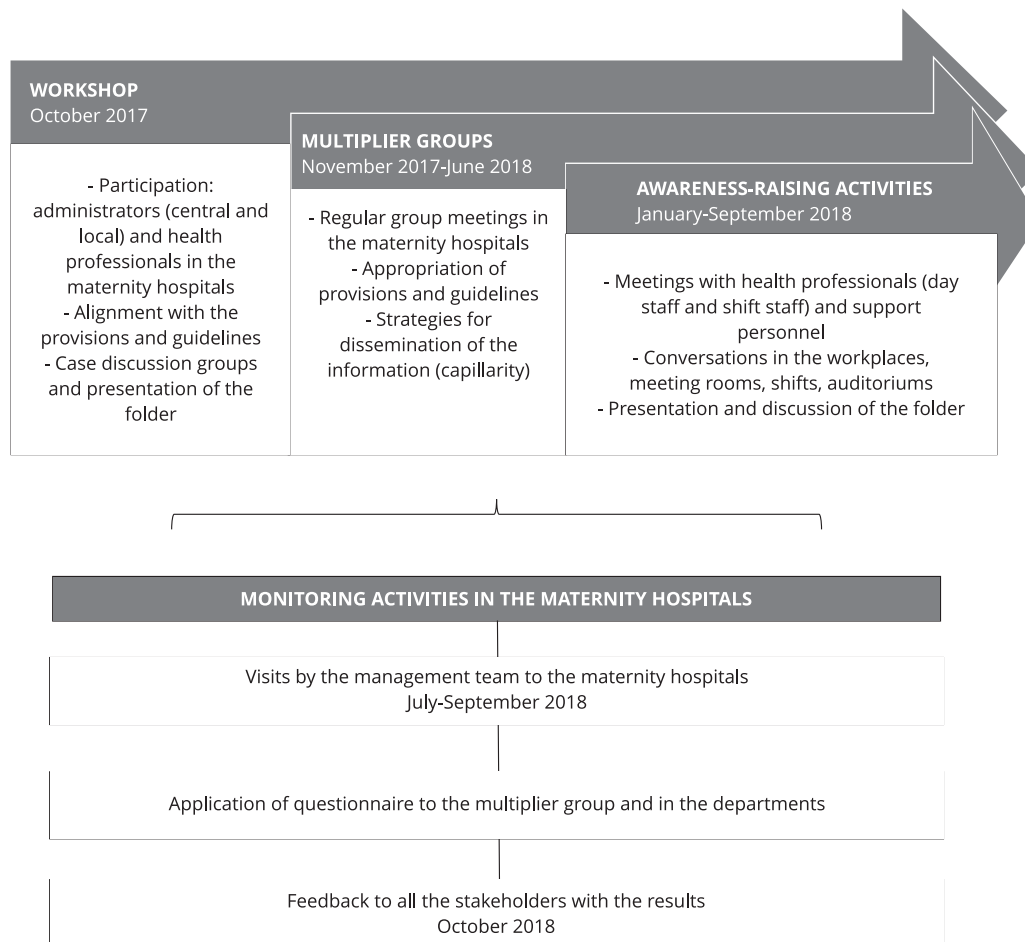 WORKSHOP
October 2017
- Participation:
administrators (central and
local) and health
professionals in the
maternity hospitals
- Alignment with the
provisions and guidelines
- Case discussion groups
and presentation of the
folder
MULTIPLIER GROUPS
November 2017-June 2018
- Regular group meetings in
the maternity hospitals
- Appropriation of
provisions and guidelines
- Strategies for
dissemination of the
information (capillarity)
AWARENESS-RAISING ACTIVITIES
January-September 2018
- Meetings with health professionals (day
staff and shift staff) and support
personnel
- Conversations in the workplaces,
meeting rooms, shifts, auditoriums
- Presentation and discussion of the folder
MONITORING ACTIVITIES IN THE MATERNITY HOSPITALS
Visits by the management team to the maternity hospitals
July-September 2018
Application of questionnaire to the multiplier group and in the departments
Feedback to all the stakeholders with the results
October 2018